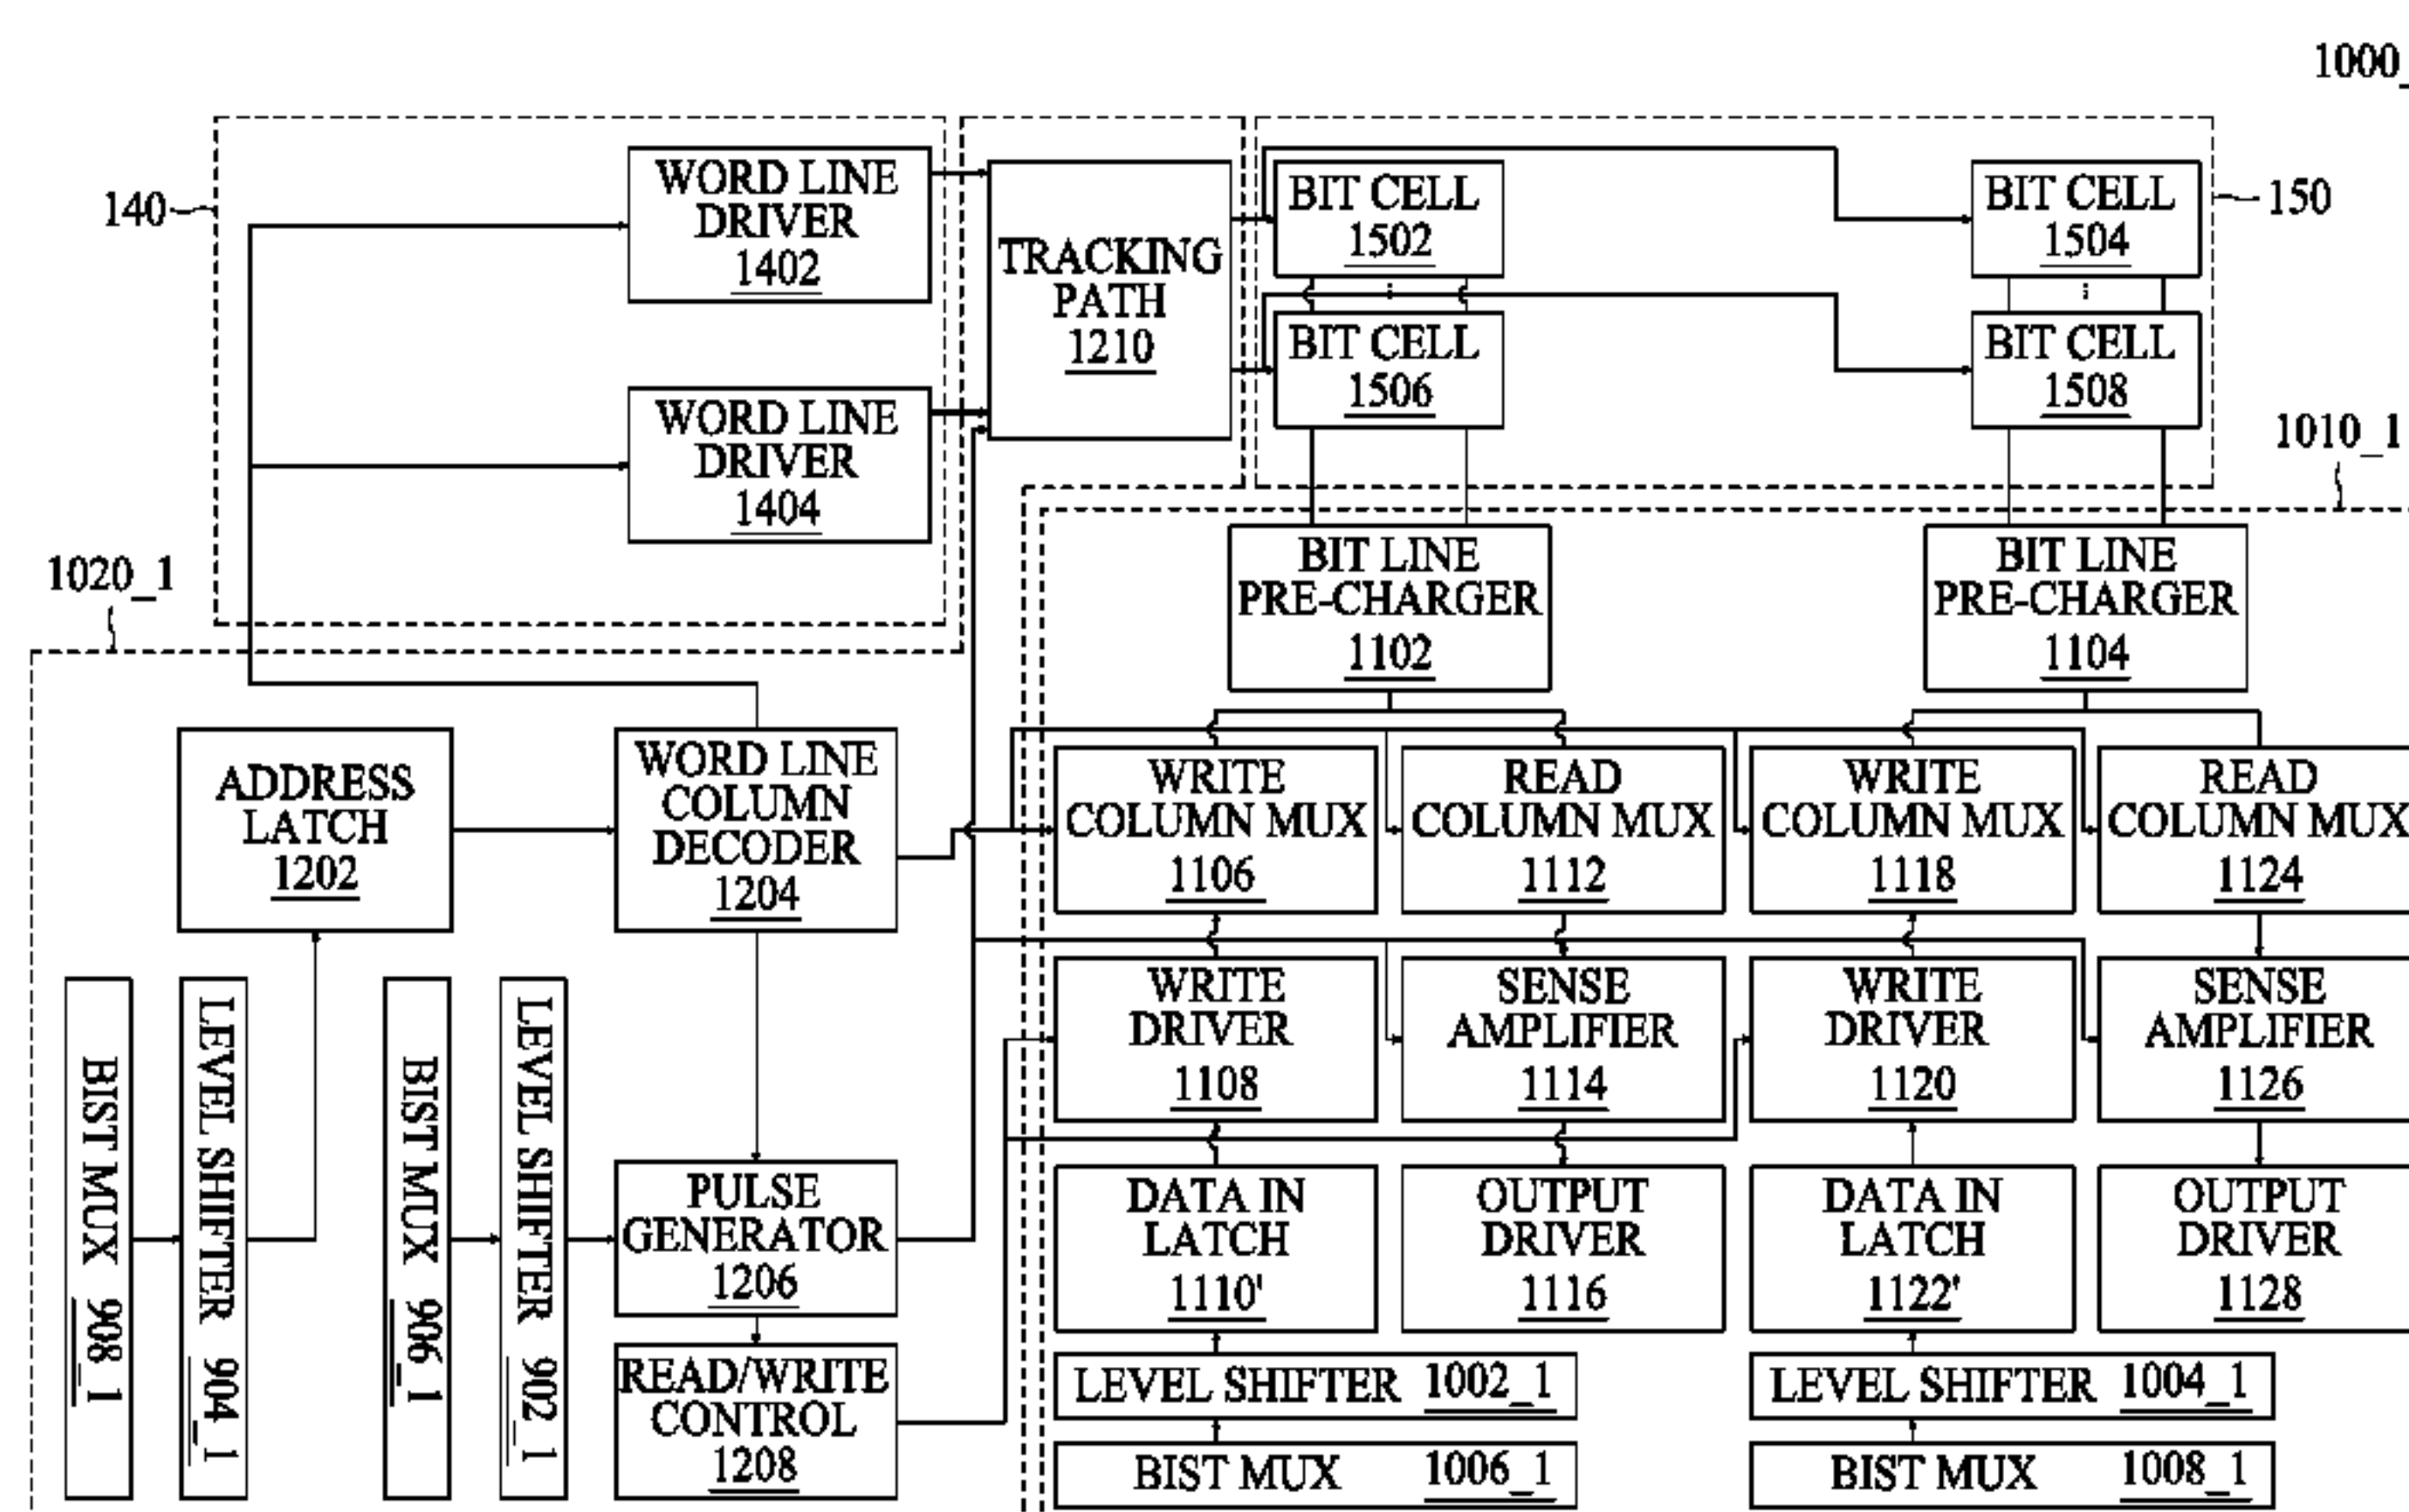 1000_
140
WORD LINE
DRIVER
1402
WORD LINE
DRIVER
1404
TRACKING
PATH
1210
BIT CELL
1502
BIT CELL
1504
150
BIT CELL
1506
BIT CELL
1508
1010_1
1020_1
BIT LINE
PRE-CHARGER
1102
BIT LINE
PRE-CHARGER
1104
ADDRESS
LATCH
1202
WORD LINE
COLUMN
DECODER
1204
WRITE
COLUMN MUX
1106
READ
COLUMN MUX
1112
WRITE
COLUMN MUX
1118
READ
COLUMN MUX
1124
WRITE
DRIVER
1108
SENSE
AMPLIFIER
1114
WRITE
DRIVER
1120
SENSE
AMPLIFIER
1126
BIST MUX 908_1
LEVEL SHIFTER 904_1
BIST MUX 906_1
LEVEL SHIFTER 902_1
PULSE
GENERATOR
1206
READ/WRITE
CONTROL
1208
DATA IN
LATCH
1110'
OUTPUT
DRIVER
1116
DATA IN
LATCH
1122'
OUTPUT
DRIVER
1128
LEVEL SHIFTER 1002_1
LEVEL SHIFTER 1004_1
BIST MUX 1006_1
BIST MUX 1008_1